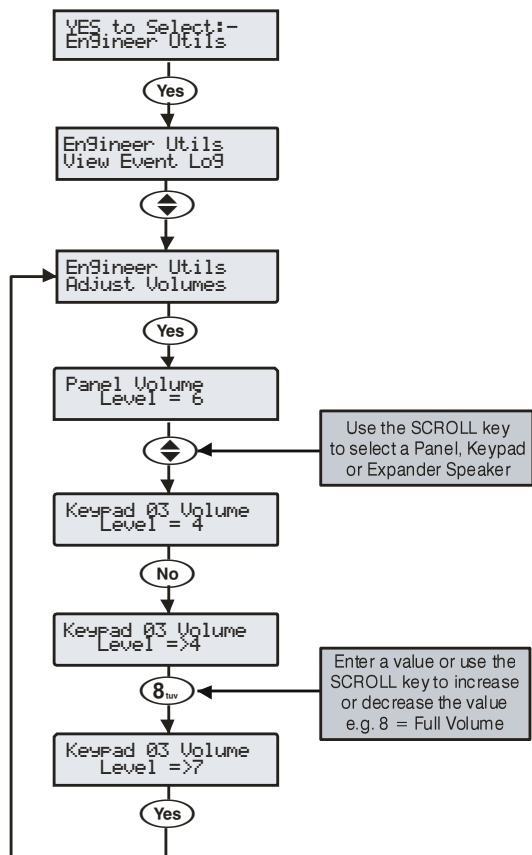 YES to Select:-
Engineer Utils
Yes
Engineer Utils
View Event Log
Engineer Utils
Adjust Volumes
Yes
Panel Volume
Level = 6
Use the SCROLL key
to select a Panel, Keypad
or Expander Speaker
Keypad 03 Volume
Level = 4
No
Keypad 03 Volume
Level =>4
8tuv
Enter a value or use the
SCROLL key to increase
or decrease the value
e.g. 8 = Full Volume
Keypad 03 Volume
Level =>7
Yes